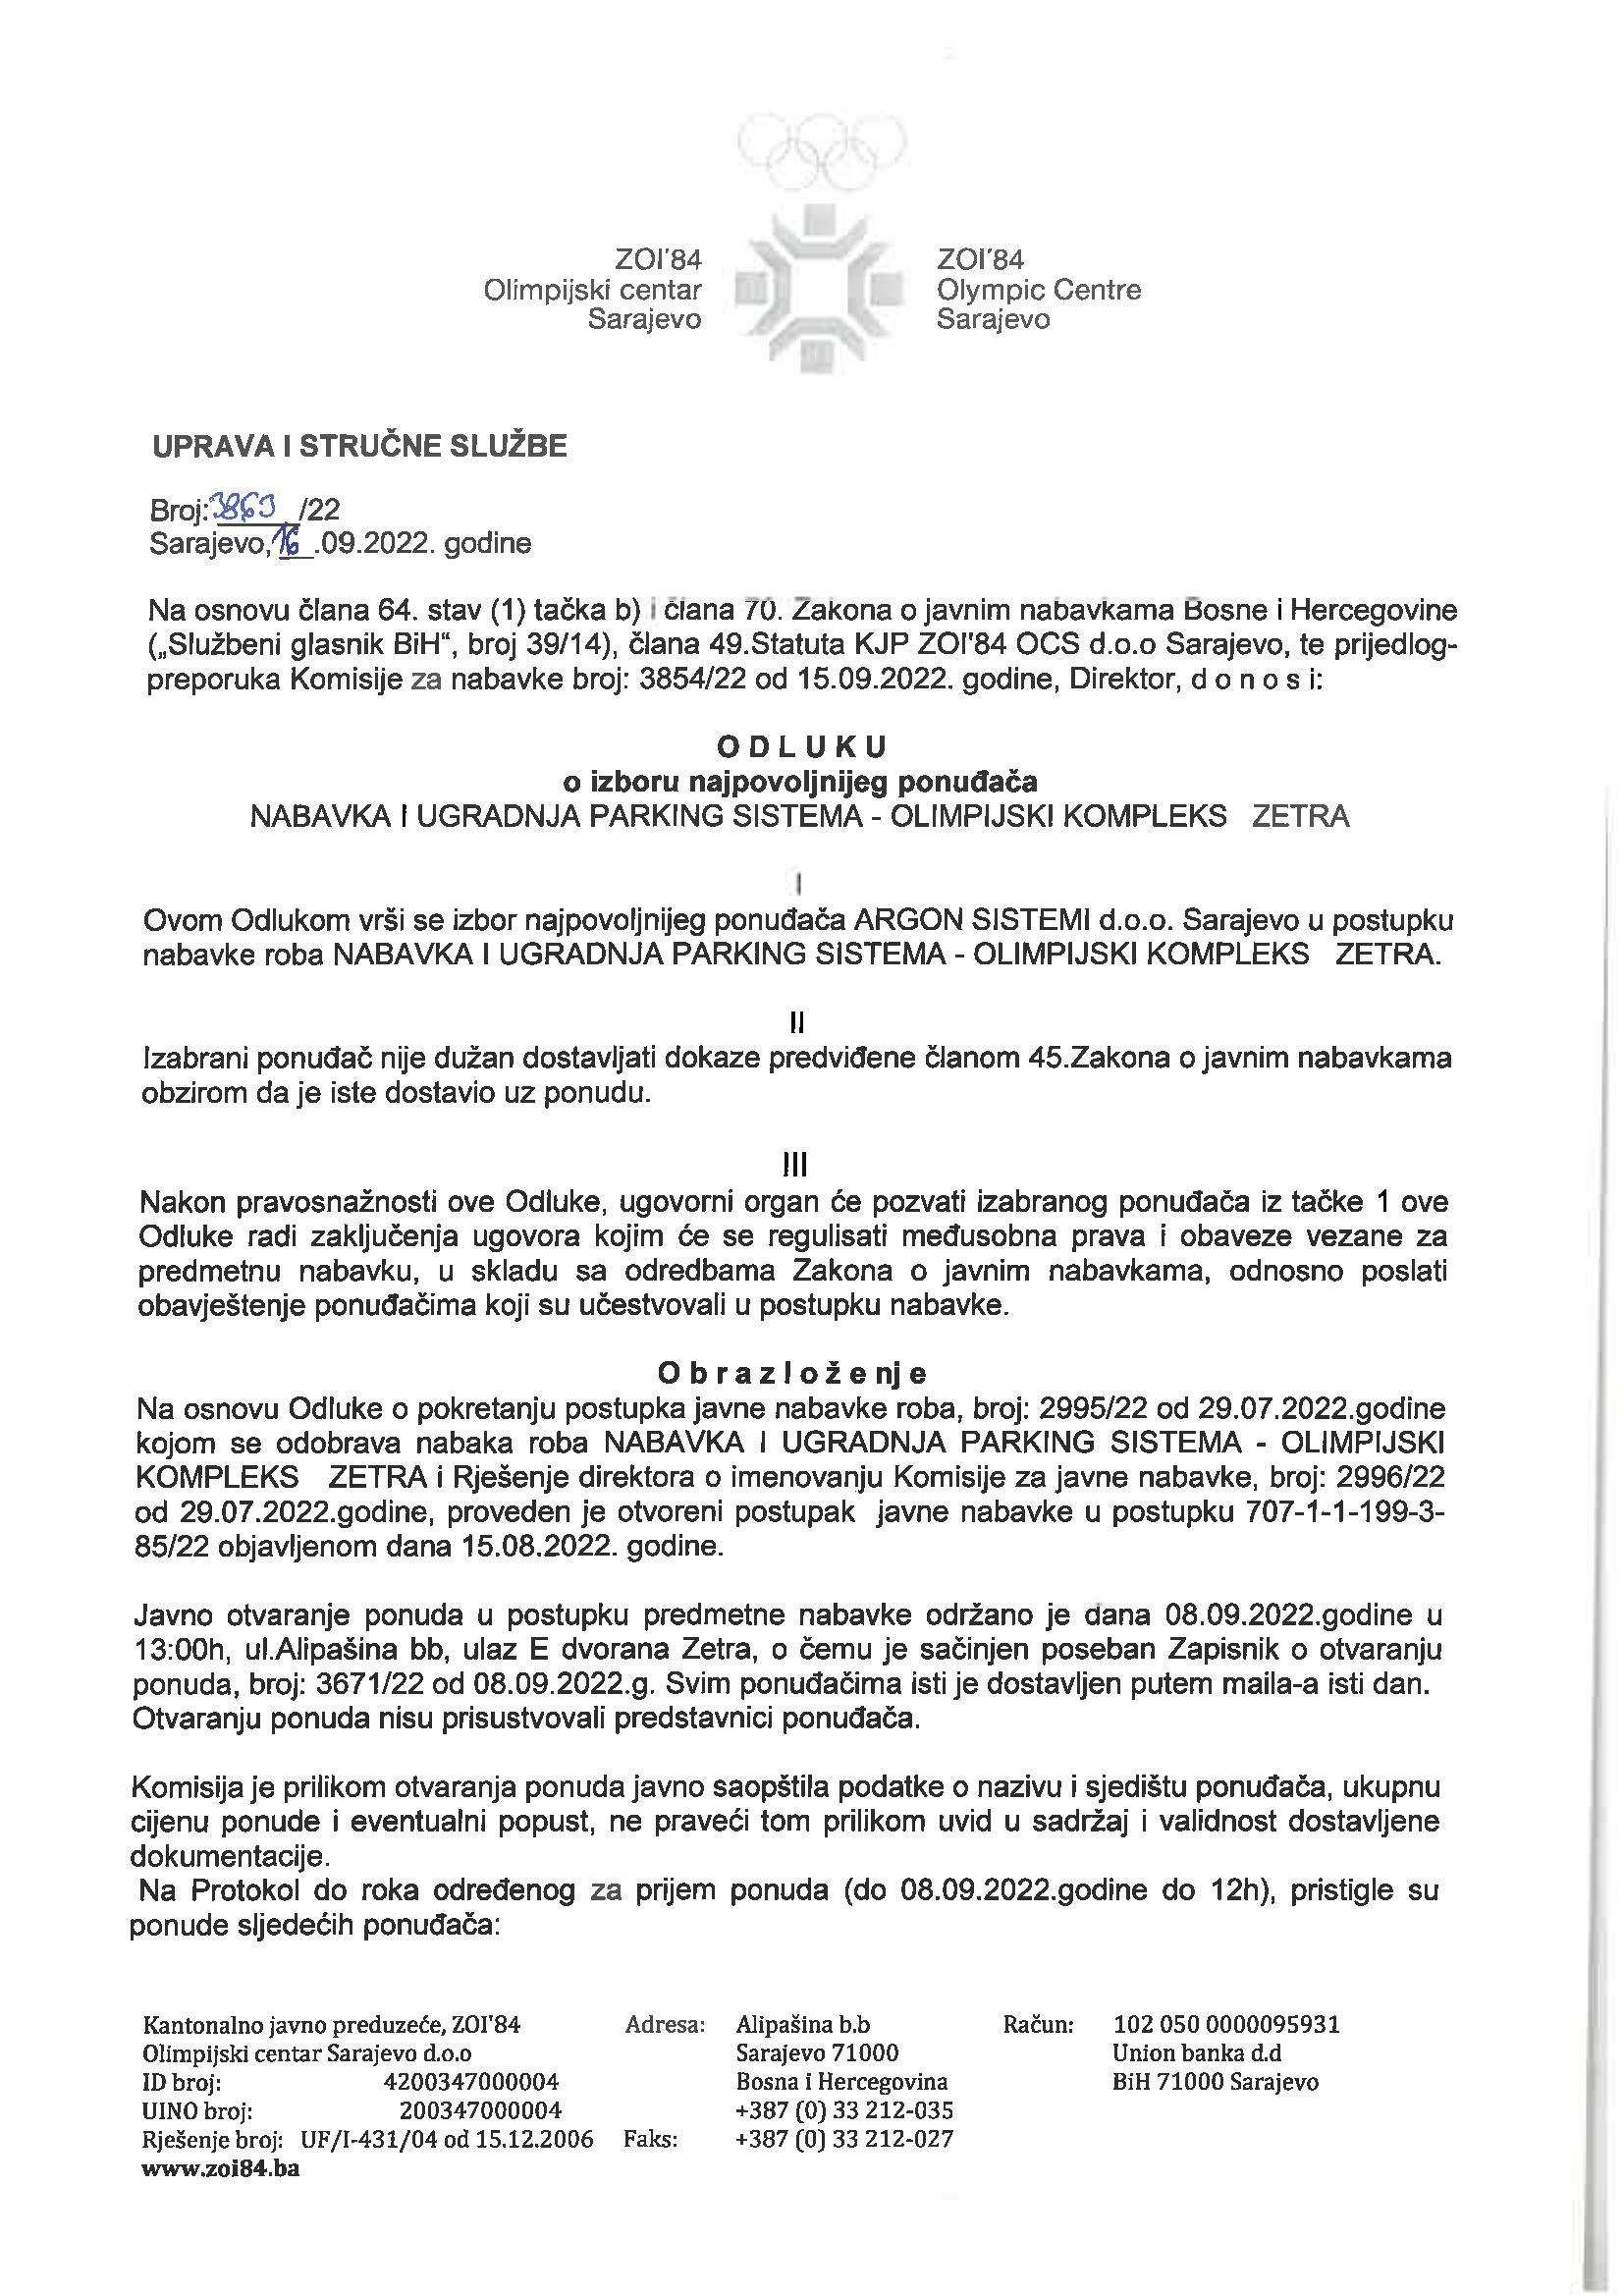 ZOI'84
Olimpijski centar
Sarajevo
ZOI'84
Olympic Centre
Sarajevo
UPRAVA I STRUČNE SLUŽBE
Broj: 3863 /22
Sarajevo, 16 .09.2022. godine
Na osnovu člana 64. stav (1) tačka b) i člana 70. Zakona o javnim nabavkama Bosne i Hercegovine
(„Službeni glasnik BiH“, broj 39/14), člana 49.Statuta KJP ZOI'84 OCS d.o.o Sarajevo, te prijedlog-
preporuka Komisije za nabavke broj: 3854/22 od 15.09.2022. godine, Direktor, d o n o s i:
O D L U K U
o izboru najpovoljnijeg ponuđača
NABAVKA I UGRADNJA PARKING SISTEMA - OLIMPIJSKI KOMPLEKS ZETRA
I
Ovom Odlukom vrši se izbor najpovoljnijeg ponuđača ARGON SISTEMI d.o.o. Sarajevo u postupku
nabavke roba NABAVKA I UGRADNJA PARKING SISTEMA - OLIMPIJSKI KOMPLEKS ZETRA.
II
Izabrani ponuđač nije dužan dostavljati dokaze predviđene članom 45.Zakona o javnim nabavkama
obzirom da je iste dostavio uz ponudu.
III
Nakon pravosnažnosti ove Odluke, ugovorni organ će pozvati izabranog ponuđača iz tačke 1 ove
Odluke radi zaključenja ugovora kojim će se regulisati međusobna prava i obaveze vezane za
predmetnu nabavku, u skladu sa odredbama Zakona o javnim nabavkama, odnosno poslati
obavještenje ponuđačima koji su učestvovali u postupku nabavke.
O b r a z l o ž e nj e
Na osnovu Odluke o pokretanju postupka javne nabavke roba, broj: 2995/22 od 29.07.2022.godine
kojom se odobrava nabaka roba NABAVKA I UGRADNJA PARKING SISTEMA - OLIMPIJSKI
KOMPLEKS ZETRA i Rješenje direktora o imenovanju Komisije za javne nabavke, broj: 2996/22
od 29.07.2022.godine, proveden je otvoreni postupak javne nabavke u postupku 707-1-1-199-3-
85/22 objavljenom dana 15.08.2022. godine.
Javno otvaranje ponuda u postupku predmetne nabavke održano je dana 08.09.2022.godine u
13:00h, ul.Alipašina bb, ulaz E dvorana Zetra, o čemu je sačinjen poseban Zapisnik o otvaranju
ponuda, broj: 3671/22 od 08.09.2022.g. Svim ponuđačima isti je dostavljen putem maila-a isti dan.
Otvaranju ponuda nisu prisustvovali predstavnici ponuđača.
Komisija je prilikom otvaranja ponuda javno saopštila podatke o nazivu i sjedištu ponuđača, ukupnu
cijenu ponude i eventualni popust, ne praveći tom prilikom uvid u sadržaj i validnost dostavljene
dokumentacije.
Na Protokol do roka određenog za prijem ponuda (do 08.09.2022.godine do 12h), pristigle su
ponude sljedećih ponuđača:
Kantonalno javno preduzeće, ZOI'84 Adresa: Alipašina b.b Račun: 102 050 0000095931
Olimpijski centar Sarajevo d.o.o Sarajevo 71000 Union banka d.d
ID broj: 4200347000004 Bosna i Hercegovina BiH 71000 Sarajevo
UINO broj: 200347000004 +387 (0) 33 212-035
Rješenje broj: UF/I-431/04 od 15.12.2006 Faks: +387 (0) 33 212-027
www.zoi84.ba